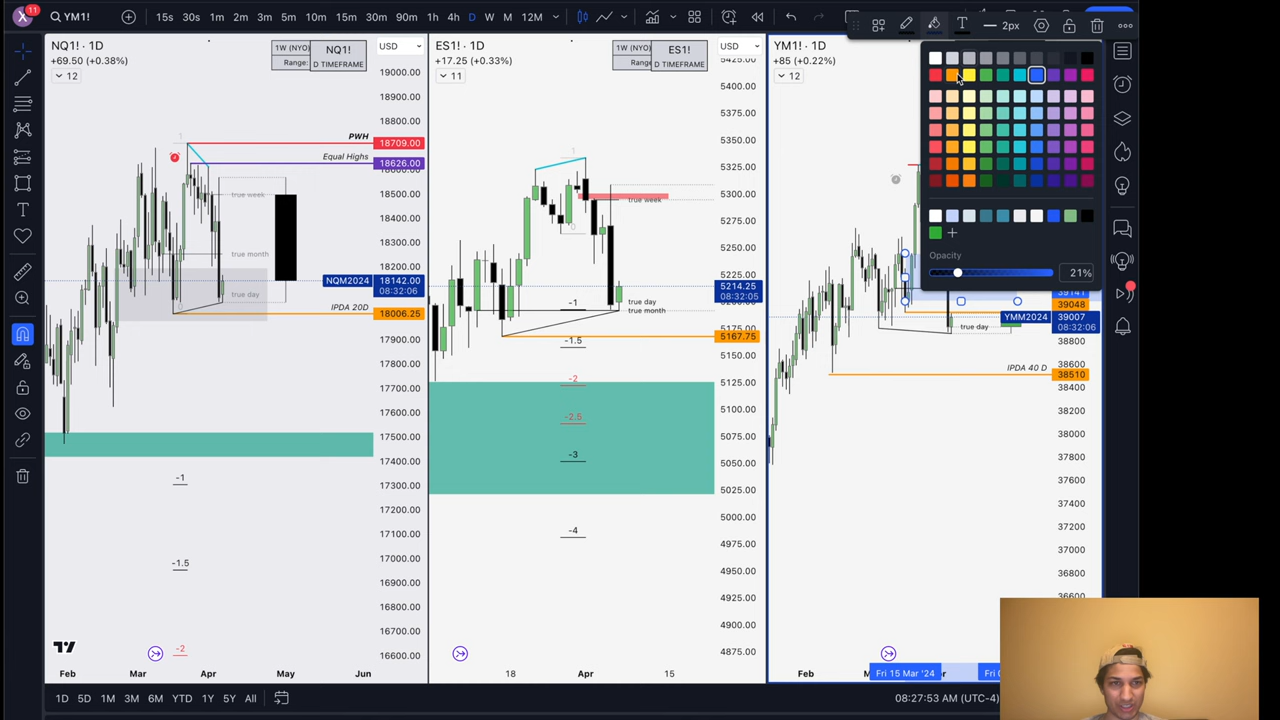 X
11
YM1!
15s 30s 1m 2m 3m 5m 10m 15m 30m 90m 1h 4h D W M 12M
2px
NQ1! · 1D
+69.50 (+0.38%)
12
1W (NYO)
Range:
NQ1!
D TIMEFRAME
USD
19000.00
18900.00
18800.00
PWH
18709.00
Equal Highs
18626.00
18600.00
18500.00
18400.00
18300.00
18200.00
NQM2024
18142.00
08:32:06
IPDA 20D
18006.25
17900.00
17800.00
17700.00
17600.00
17500.00
17400.00
17300.00
17200.00
17100.00
17000.00
16900.00
16800.00
16700.00
16600.00
1
true week
true month
true day
-1
-1.5
-2
Feb Mar Apr May Jun
ES1! · 1D
+17.25 (+0.33%)
11
1W (NYO)
Range:
ES1!
D TIMEFRAME
USD
5425.00
5400.00
5375.00
5350.00
5325.00
5300.00
5275.00
5250.00
5225.00
5214.25
08:32:05
5200.00
5175.00
5167.75
5150.00
5125.00
5100.00
5075.00
5050.00
5025.00
5000.00
4975.00
4950.00
4925.00
4900.00
4875.00
1
true week
0
true day
true month
-1
-1.5
-2
-2.5
-3
-4
18 Apr 15
YM1! · 1D
+85 (+0.22%)
12
Opacity
21%
39141
39048
YMM2024
39007
08:32:06
true day
38800
38600
IPDA 40 D
38510
38400
38200
38000
37800
37600
37400
37200
37000
36800
36600
Feb
Fri 15 Mar '24
1D 5D 1M 3M 6M YTD 1Y 5Y All
08:27:53 AM (UTC-4)